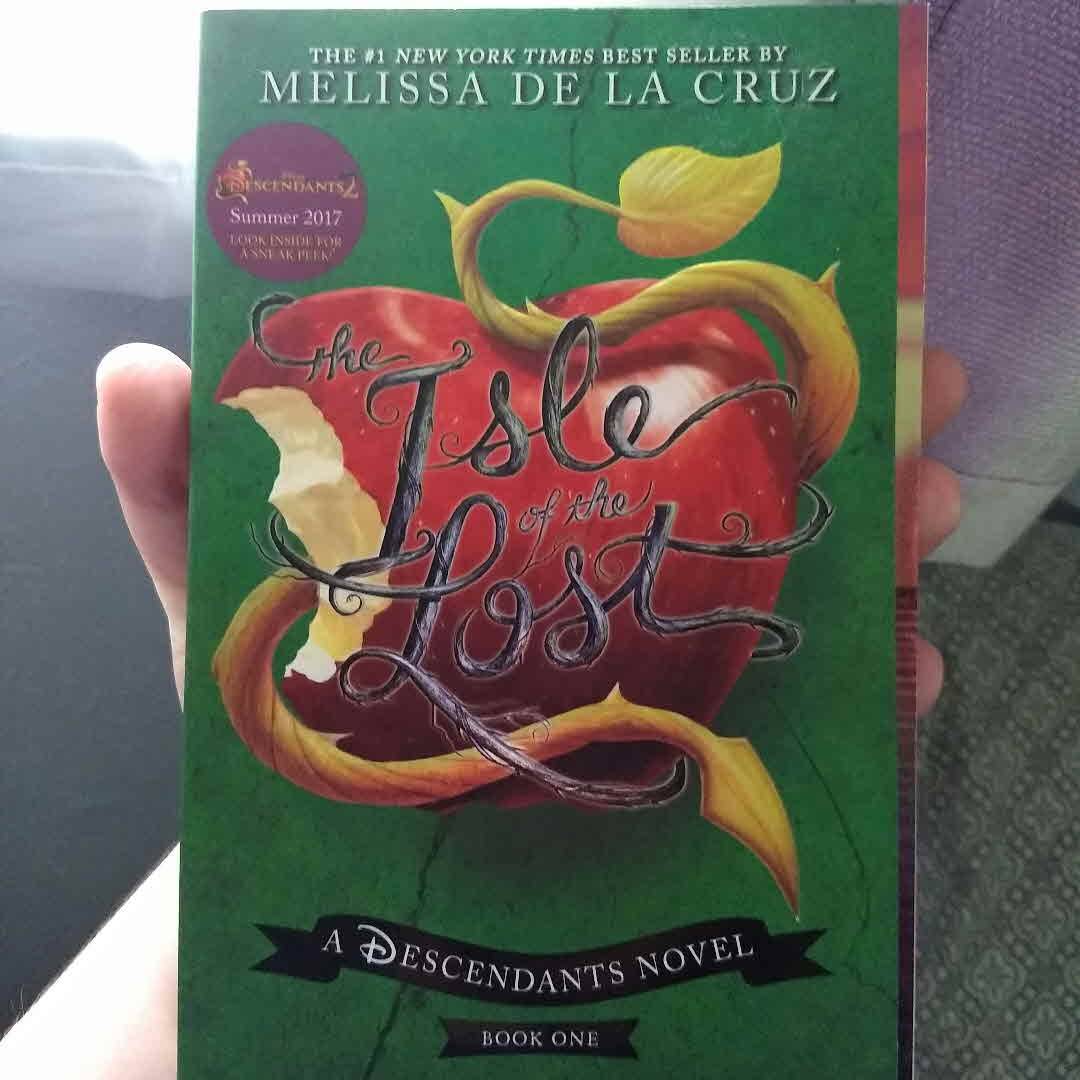 THE #1 NEW YORK TIMES BEST SELLER BY
MELISSA DE LA CRUZ
Disney
DESCENDANTS 2
Summer 2017
LOOK INSIDE FOR
A SNEAK PEEK!
The
Isle
of the
Lost
A DESCENDANTS NOVEL
BOOK ONE